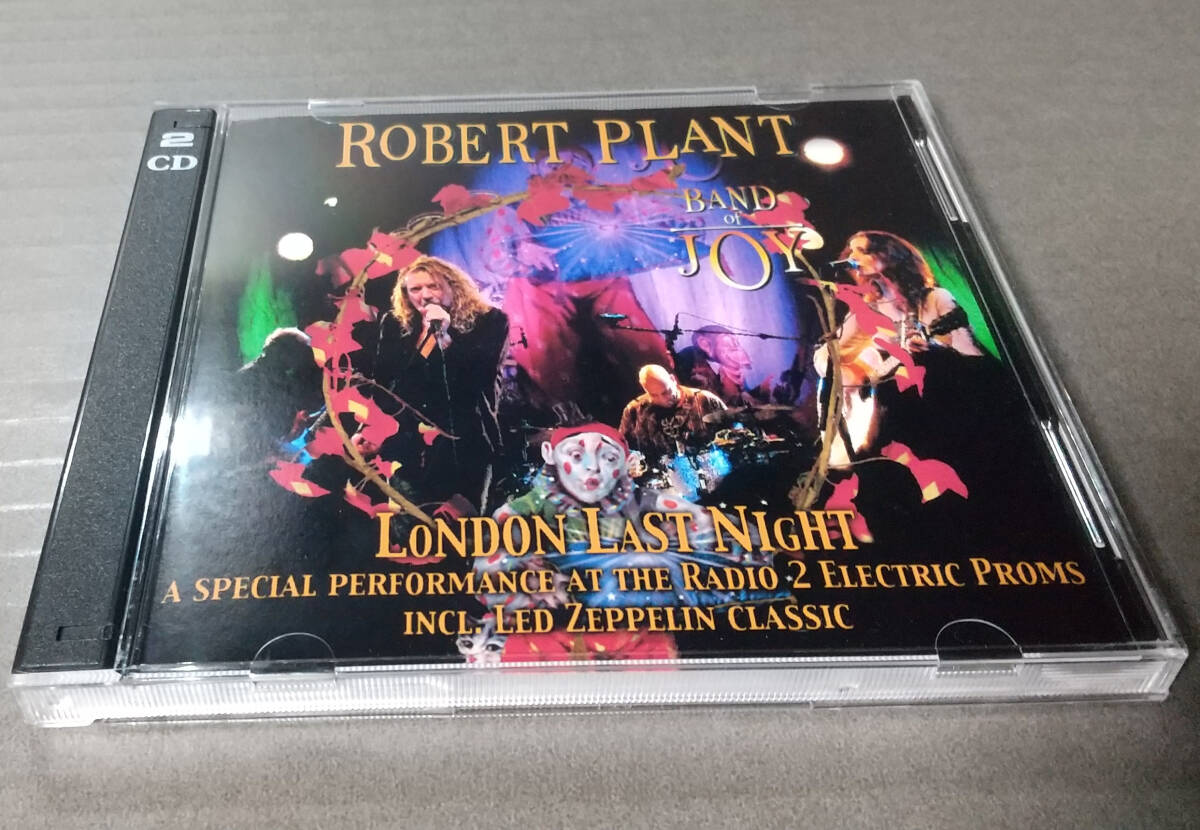 2
CD
ROBERT PLANT
BAND
of
JOY
LONDON LAST NIGHT
A SPECIAL PERFORMANCE AT THE RADIO 2 ELECTRIC PROMS
INCL. LED ZEPPELIN CLASSIC